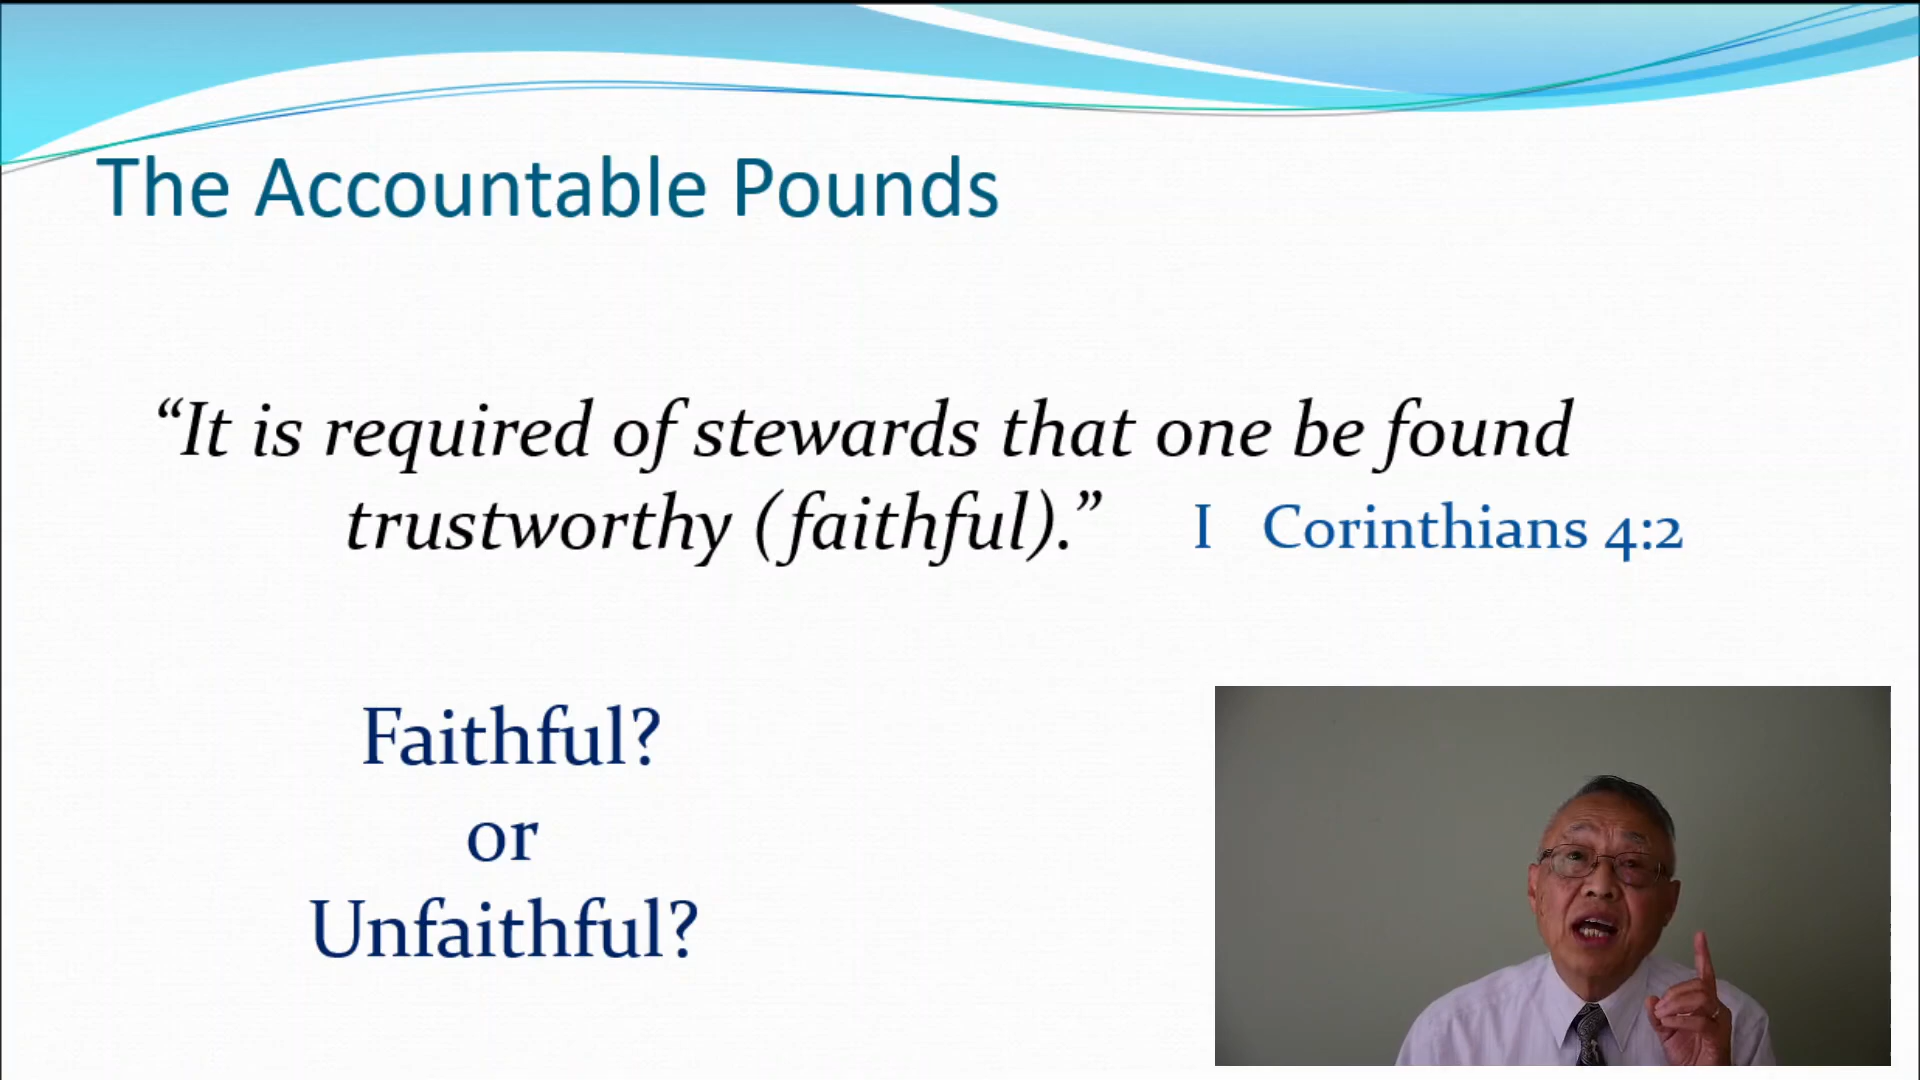 The Accountable Pounds
“It is required of stewards that one be found
trustworthy (faithful).” I Corinthians 4:2
Faithful?
or
Unfaithful?